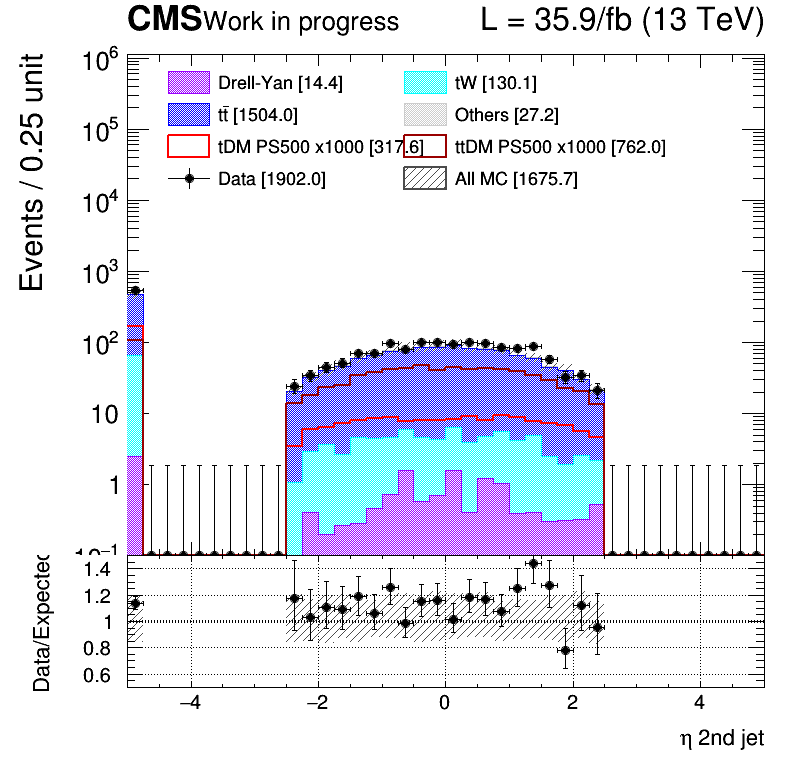 CMS Work in progress L = 35.9/fb (13 TeV)
Events / 0.25 unit
10⁶
10⁵
10⁴
10³
10²
10
1
10⁻¹
Drell-Yan [14.4]
tW [130.1]
tt̄ [1504.0]
Others [27.2]
tDM PS500 x1000 [317.6]
ttDM PS500 x1000 [762.0]
Data [1902.0]
All MC [1675.7]
Data/Expected
1.4
1.2
1
0.8
0.6
−4 −2 0 2 4
η 2nd jet